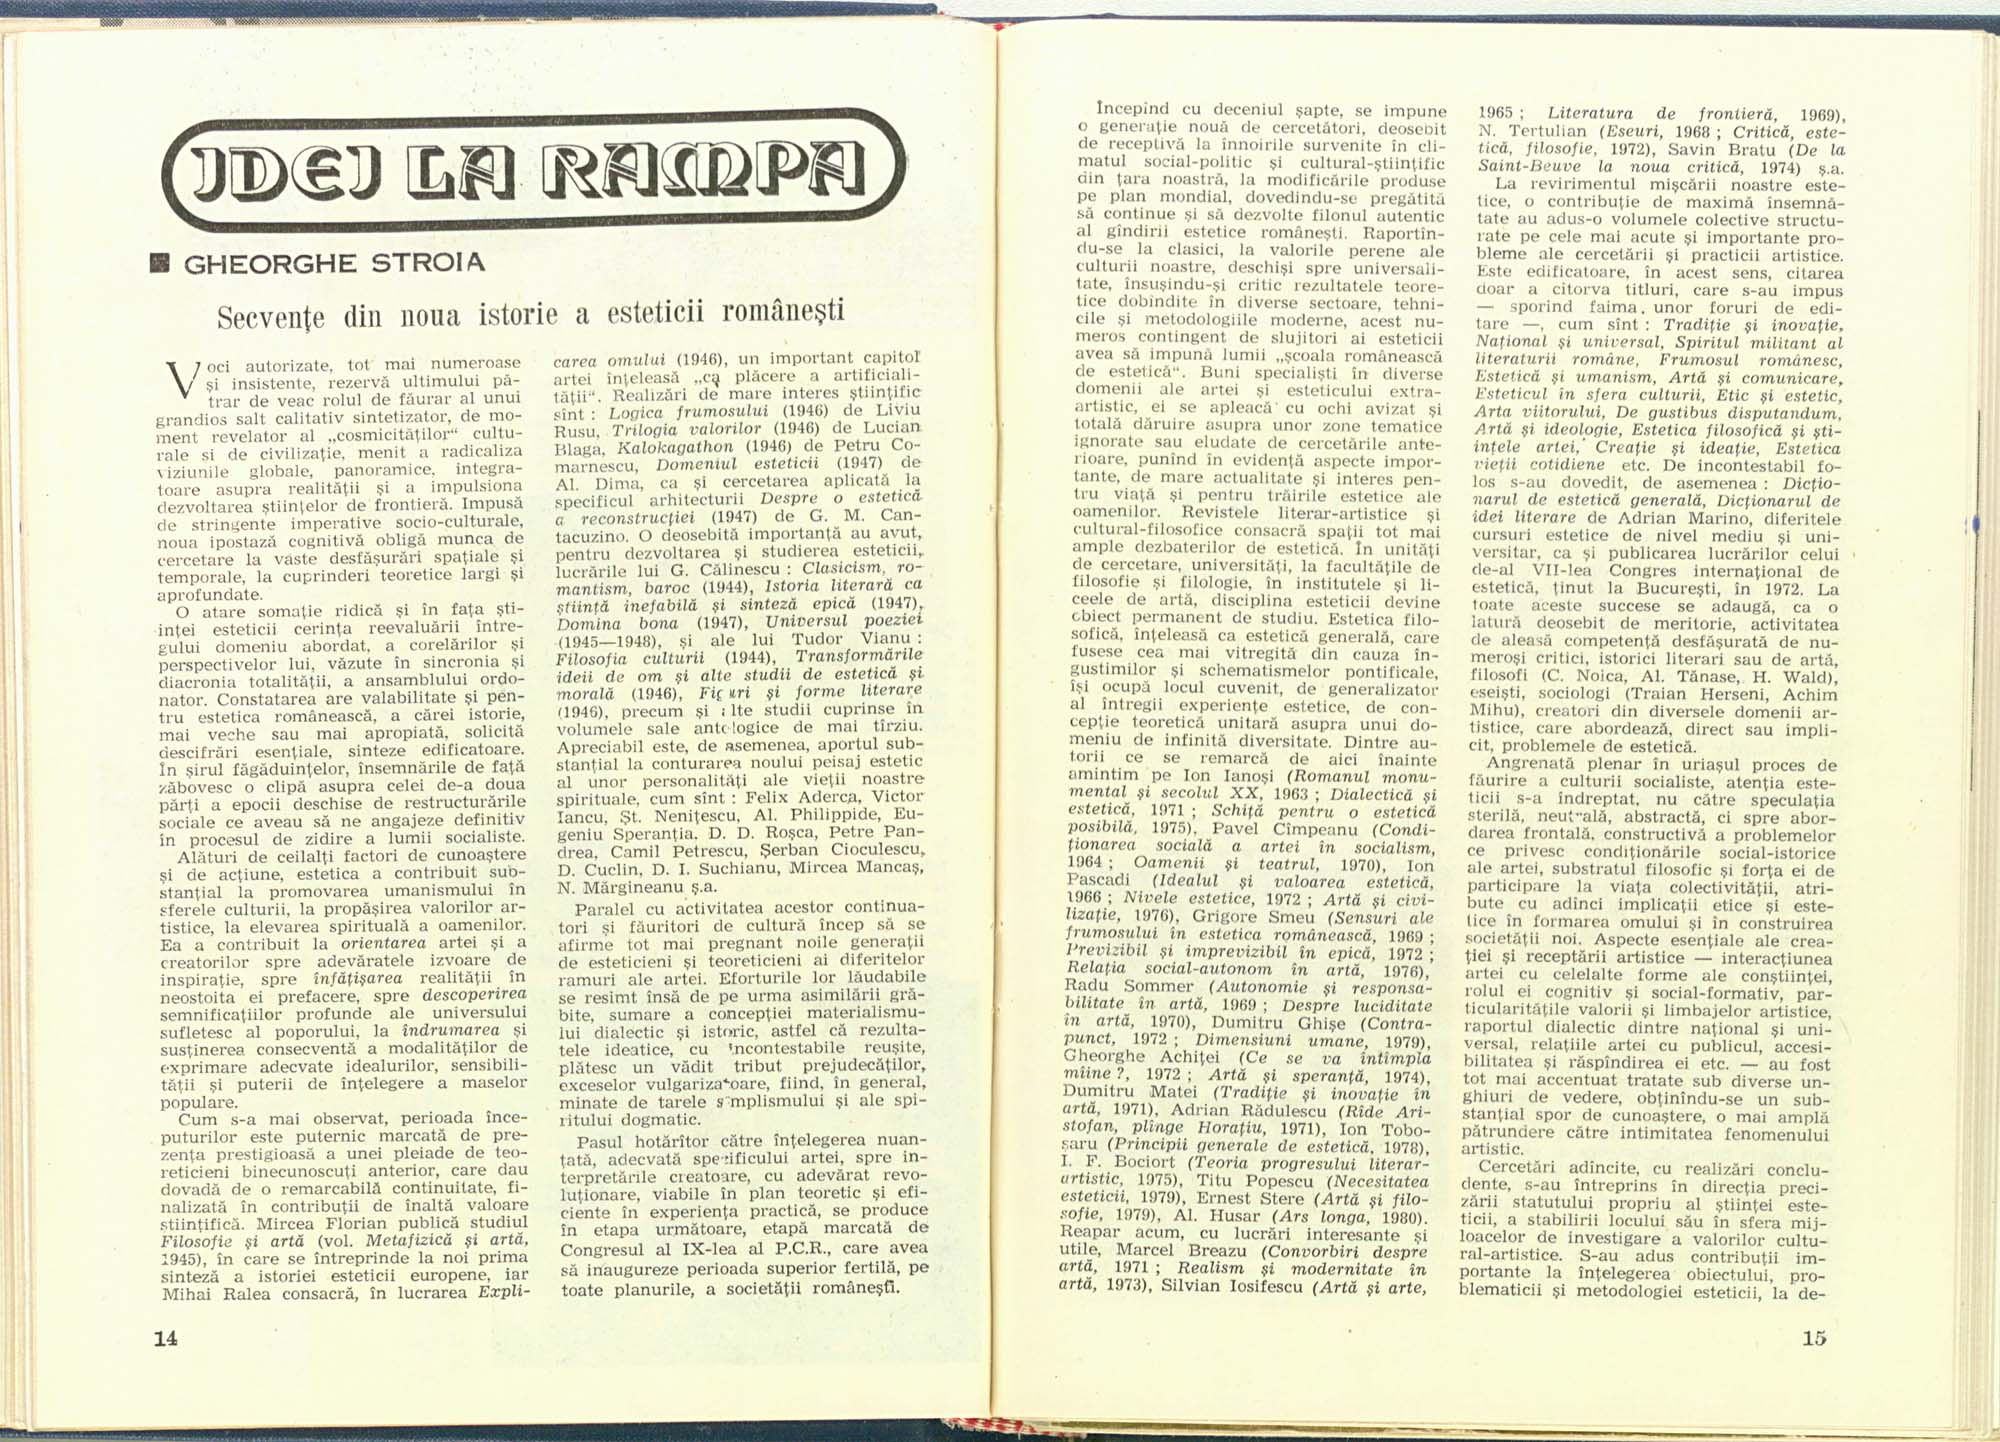 IDEI LA RAMPA
GHEORGHE STROIA
Secvențe din noua istorie a esteticii românești
Voci autorizate, tot mai numeroase
și insistente, rezervă ultimului pă-
trar de veac rolul de făurar al unui
grandios salt calitativ sintetizator, de mo-
ment revelator al „cosmicităților“ cultu-
rale și de civilizație, menit a radicaliza
viziunile globale, panoramice, integra-
toare asupra realității și a impulsiona
dezvoltarea științelor de frontieră. Impusă
de stringente imperative socio-culturale,
noua ipostază cognitivă obligă munca de
cercetare la vaste desfășurări spațiale și
temporale, la cuprinderi teoretice largi și
aprofundate.
O atare somație ridică și în fața ști-
inței esteticii cerința reevaluării între-
gului domeniu abordat, a corelărilor și
perspectivelor lui, văzute în sincronia și
diacronia totalității, a ansamblului ordo-
nator. Constatarea are valabilitate și pen-
tru estetica românească, a cărei istorie,
mai veche sau mai apropiată, solicită
descifrări esențiale, sinteze edificatoare.
În șirul făgăduințelor, însemnările de față
zăbovesc o clipă asupra celei de-a doua
părți a epocii deschise de restructurările
sociale ce aveau să ne angajeze definitiv
în procesul de zidire a lumii socialiste.
Alături de ceilalți factori de cunoaștere
și de acțiune, estetica a contribuit sub-
stanțial la promovarea umanismului în
sferele culturii, la propășirea valorilor ar-
tistice, la elevarea spirituală a oamenilor.
Ea a contribuit la orientarea artei și a
creatorilor spre adevăratele izvoare de
inspirație, spre înfățișarea realității în
neostoita ei prefacere, spre descoperirea
semnificațiilor profunde ale universului
sufletesc al poporului, la îndrumarea și
susținerea consecventă a modalităților de
exprimare adecvate idealurilor, sensibili-
tății și puterii de înțelegere a maselor
populare.
Cum s-a mai observat, perioada înce-
puturilor este puternic marcată de pre-
zența prestigioasă a unei pleiade de teo-
reticieni binecunoscuți anterior, care dau
dovadă de o remarcabilă continuitate, fi-
nalizată în contribuții de înaltă valoare
științifică. Mircea Florian publică studiul
Filosofie și artă (vol. Metafizică și artă,
1945), în care se întreprinde la noi prima
sinteză a istoriei esteticii europene, iar
Mihai Ralea consacră, în lucrarea Expli-
carea omului (1946), un important capitol
artei înțeleasă „ca plăcere a artificiali-
tății“. Realizări de mare interes științific
sînt : Logica frumosului (1946) de Liviu
Rusu, Trilogia valorilor (1946) de Lucian
Blaga, Kalokagathon (1946) de Petru Co-
marnescu, Domeniul esteticii (1947) de
Al. Dima, ca și cercetarea aplicată la
specificul arhitecturii Despre o estetică
a reconstrucției (1947) de G. M. Can-
tacuzino. O deosebită importanță au avut,
pentru dezvoltarea și studierea esteticii,
lucrările lui G. Călinescu : Clasicism, ro-
mantism, baroc (1944), Istoria literară ca
știință inefabilă și sinteză epică (1947),
Domina bona (1947), Universul poeziei
(1945—1948), și ale lui Tudor Vianu :
Filosofia culturii (1944), Transformările
ideii de om și alte studii de estetică și
morală (1946), Figuri și forme literare
(1946), precum și alte studii cuprinse în
volumele sale antologice de mai tîrziu.
Apreciabil este, de asemenea, aportul sub-
stanțial la conturarea noului peisaj estetic
al unor personalități ale vieții noastre
spirituale, cum sînt : Felix Aderca, Victor
Iancu, Șt. Nenițescu, Al. Philippide, Eu-
geniu Speranția, D. D. Roșca, Petre Pan-
drea, Camil Petrescu, Șerban Cioculescu,
D. Cuclin, D. I. Suchianu, Mircea Mancaș,
N. Mărgineanu ș.a.
Paralel cu activitatea acestor continua-
tori și făuritori de cultură încep să se
afirme tot mai pregnant noile generații
de esteticieni și teoreticieni ai diferitelor
ramuri ale artei. Eforturile lor lăudabile
se resimt însă de pe urma asimilării gră-
bite, sumare a concepției materialismu-
lui dialectic și istoric, astfel că rezulta-
tele ideatice, cu incontestabile reușite,
plătesc un vădit tribut prejudecăților,
exceselor vulgarizatoare, fiind, în general,
minate de tarele simplismului și ale spi-
ritului dogmatic.
Pasul hotărîtor către înțelegerea nuan-
țată, adecvată specificului artei, spre in-
terpretările creatoare, cu adevărat revo-
luționare, viabile în plan teoretic și efi-
ciente în experiența practică, se produce
în etapa următoare, etapă marcată de
Congresul al IX-lea al P.C.R., care avea
să inaugureze perioada superior fertilă, pe
toate planurile, a societății românești.
14
Începînd cu deceniul șapte, se impune
o generație nouă de cercetători, deosebit
de receptivă la înnoirile survenite în cli-
matul social-politic și cultural-științific
din țara noastră, la modificările produse
pe plan mondial, dovedindu-se pregătită
să continue și să dezvolte filonul autentic
al gîndirii estetice românești. Raportîn-
du-se la clasici, la valorile perene ale
culturii noastre, deschiși spre universali-
tate, însușindu-și critic rezultatele teore-
tice dobîndite în diverse sectoare, tehni-
cile și metodologiile moderne, acest nu-
meros contingent de slujitori ai esteticii
avea să impună lumii „școala românească
de estetică“. Buni specialiști în diverse
domenii ale artei și esteticului extra-
artistic, ei se apleacă cu ochi avizat și
totală dăruire asupra unor zone tematice
ignorate sau eludate de cercetările ante-
rioare, punînd în evidență aspecte impor-
tante, de mare actualitate și interes pen-
tru viață și pentru trăirile estetice ale
oamenilor. Revistele literar-artistice și
cultural-filosofice consacră spații tot mai
ample dezbaterilor de estetică. În unități
de cercetare, universități, la facultățile de
filosofie și filologie, în institutele și li-
ceele de artă, disciplina esteticii devine
obiect permanent de studiu. Estetica filo-
sofică, înțeleasă ca estetică generală, care
fusese cea mai vitregită din cauza în-
gustimilor și schematismelor pontificale,
își ocupă locul cuvenit, de generalizator
al întregii experiențe estetice, de con-
cepție teoretică unitară asupra unui do-
meniu de infinită diversitate. Dintre au-
torii ce se remarcă de aici înainte
amintim pe Ion Ianoși (Romanul monu-
mental și secolul XX, 1963 ; Dialectică și
estetică, 1971 ; Schiță pentru o estetică
posibilă, 1975), Pavel Cîmpeanu (Condi-
ționarea socială a artei în socialism,
1964 ; Oamenii și teatrul, 1970), Ion
Pascadi (Idealul și valoarea estetică,
1966 ; Nivele estetice, 1972 ; Artă și civi-
lizație, 1976), Grigore Smeu (Sensuri ale
frumosului în estetica românească, 1969 ;
Previzibil și imprevizibil în epică, 1972 ;
Relația social-autonom în artă, 1976),
Radu Sommer (Autonomie și responsa-
bilitate în artă, 1969 ; Despre luciditate
în artă, 1970), Dumitru Ghișe (Contra-
punct, 1972 ; Dimensiuni umane, 1979),
Gheorghe Achiței (Ce se va întîmpla
mîine ?, 1972 ; Artă și speranță, 1974),
Dumitru Matei (Tradiție și inovație în
artă, 1971), Adrian Rădulescu (Rîde Ari-
stofan, plînge Horațiu, 1971), Ion Tobo-
șaru (Principii generale de estetică, 1978),
I. F. Bociort (Teoria progresului literar-
artistic, 1975), Titu Popescu (Necesitatea
esteticii, 1979), Ernest Stere (Artă și filo-
sofie, 1979), Al. Husar (Ars longa, 1980).
Reapar acum, cu lucrări interesante și
utile, Marcel Breazu (Convorbiri despre
artă, 1971 ; Realism și modernitate în
artă, 1973), Silvian Iosifescu (Artă și arte,
1965 ; Literatura de frontieră, 1969),
N. Tertulian (Eseuri, 1968 ; Critică, este-
tică, filosofie, 1972), Savin Bratu (De la
Saint-Beuve la noua critică, 1974) ș.a.
La revirimentul mișcării noastre este-
tice, o contribuție de maximă însemnă-
tate au adus-o volumele colective structu-
rate pe cele mai acute și importante pro-
bleme ale cercetării și practicii artistice.
Este edificatoare, în acest sens, citarea
doar a citorva titluri, care s-au impus
— sporind faima unor foruri de edi-
tare —, cum sînt : Tradiție și inovație,
Național și universal, Spiritul militant al
literaturii române, Frumosul românesc,
Estetică și umanism, Artă și comunicare,
Esteticul în sfera culturii, Etic și estetic,
Arta viitorului, De gustibus disputandum,
Artă și ideologie, Estetica filosofică și ști-
ințele artei, Creație și ideație, Estetica
vieții cotidiene etc. De incontestabil fo-
los s-au dovedit, de asemenea : Dicțio-
narul de estetică generală, Dicționarul de
idei literare de Adrian Marino, diferitele
cursuri estetice de nivel mediu și uni-
versitar, ca și publicarea lucrărilor celui
de-al VII-lea Congres internațional de
estetică, ținut la București, în 1972. La
toate aceste succese se adaugă, ca o
latură deosebit de meritorie, activitatea
de aleasă competență desfășurată de nu-
meroși critici, istorici literari sau de artă,
filosofi (C. Noica, Al. Tănase, H. Wald),
eseiști, sociologi (Traian Herseni, Achim
Mihu), creatori din diversele domenii ar-
tistice, care abordează, direct sau impli-
cit, problemele de estetică.
Angrenată plenar în uriașul proces de
făurire a culturii socialiste, atenția este-
ticii s-a îndreptat, nu către speculația
sterilă, neutrală, abstractă, ci spre abor-
darea frontală, constructivă a problemelor
ce privesc condiționările social-istorice
ale artei, substratul filosofic și forța ei de
participare la viața colectivității, atri-
bute cu adînci implicații etice și este-
tice în formarea omului și în construirea
societății noi. Aspecte esențiale ale crea-
ției și receptării artistice — interacțiunea
artei cu celelalte forme ale conștiinței,
rolul ei cognitiv și social-formativ, par-
ticularitățile valorii și limbajelor artistice,
raportul dialectic dintre național și uni-
versal, relațiile artei cu publicul, accesi-
bilitatea și răspîndirea ei etc. — au fost
tot mai accentuat tratate sub diverse un-
ghiuri de vedere, obținîndu-se un sub-
stanțial spor de cunoaștere, o mai amplă
pătrundere către intimitatea fenomenului
artistic.
Cercetări adîncite, cu realizări conclu-
dente, s-au întreprins în direcția preci-
zării statutului propriu al științei este-
ticii, a stabilirii locului său în sfera mij-
loacelor de investigare a valorilor cultu-
ral-artistice. S-au adus contribuții im-
portante la înțelegerea obiectului, pro-
blematicii și metodologiei esteticii, la de-
15